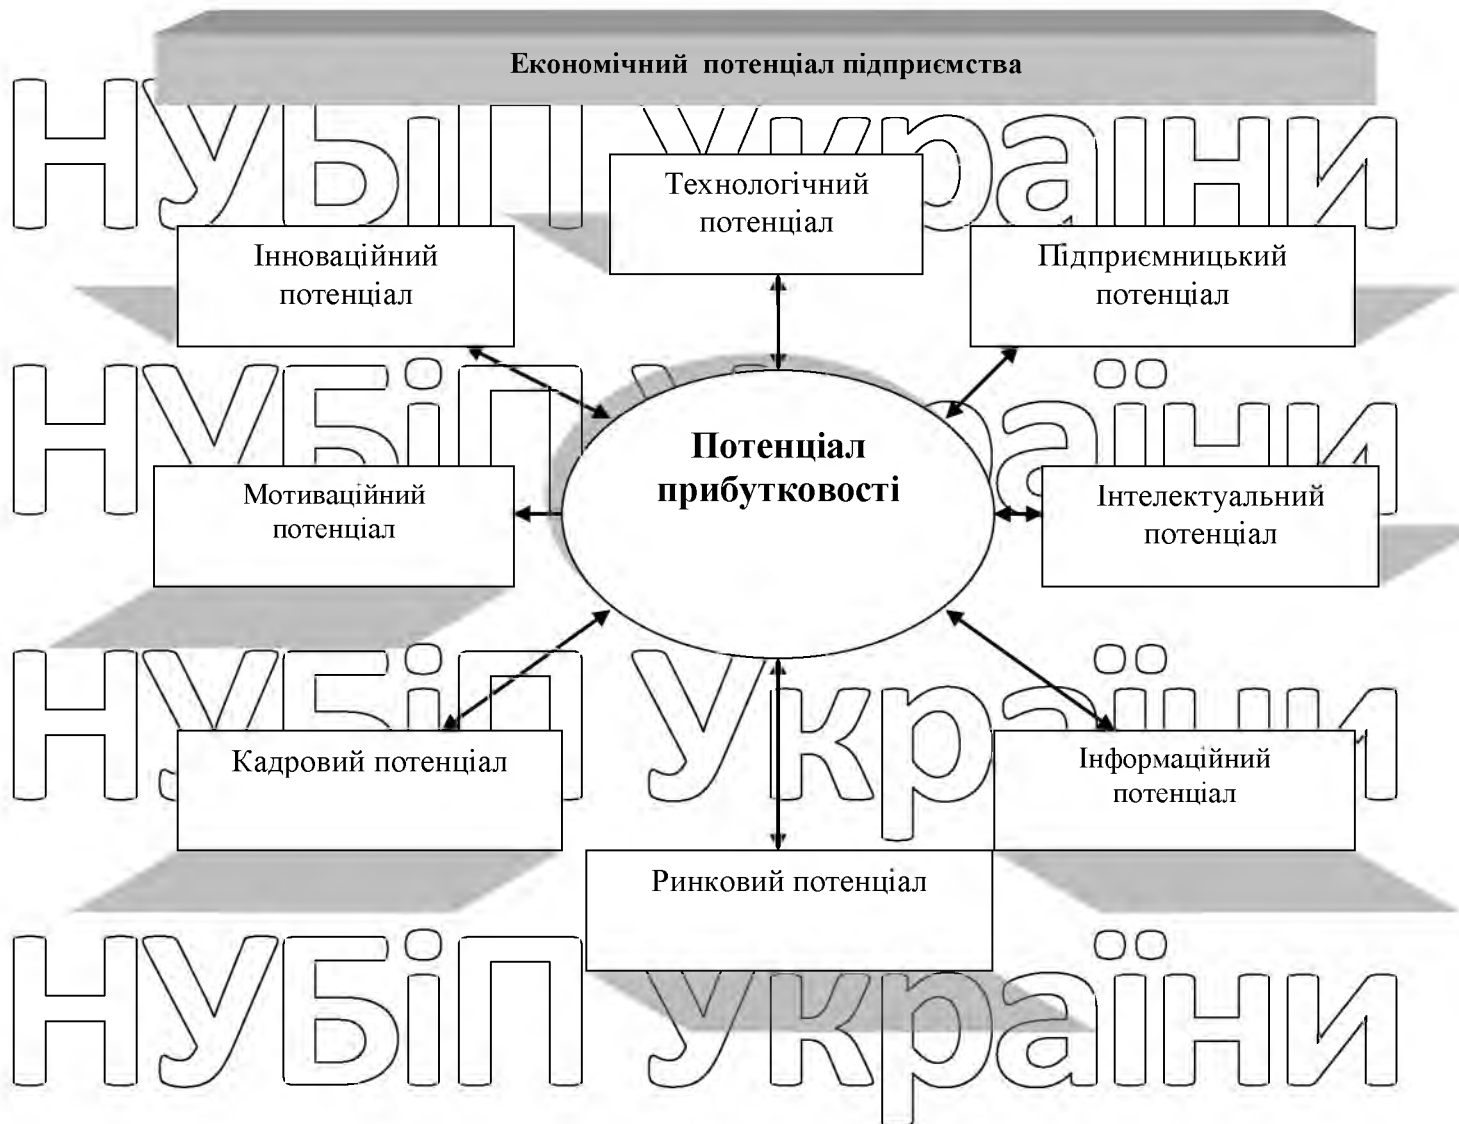 Економічний потенціал підприємства
НУБіП України
Технологічний
потенціал
Інноваційний
потенціал
Підприємницький
потенціал
НУБіП України
Потенціал
прибутковості
Мотиваційний
потенціал
Інтелектуальний
потенціал
НУБіП України
Кадровий потенціал
Інформаційний
потенціал
Ринковий потенціал
НУБіП України